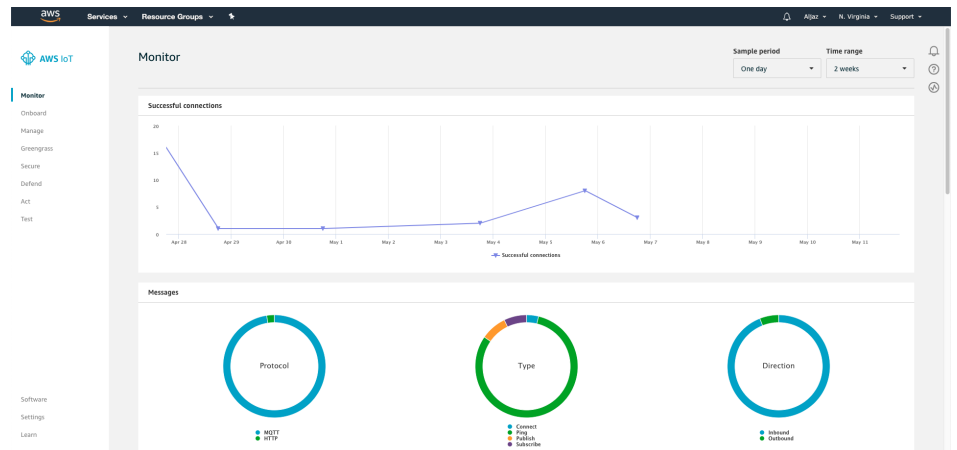 aws Services Resource Groups Aljaz N. Virginia Support
AWS IoT
Monitor
Onboard
Manage
Greengrass
Secure
Defend
Act
Test
Software
Settings
Learn
Monitor
Sample period Time range
One day 2 weeks
Successful connections
20
15
10
5
0
Apr 28 Apr 29 Apr 30 May 1 May 2 May 3 May 4 May 5 May 6 May 7 May 8 May 9 May 10 May 11
Successful connections
Messages
Protocol
MQTT
HTTP
Type
Connect
Ping
Publish
Subscribe
Direction
Inbound
Outbound